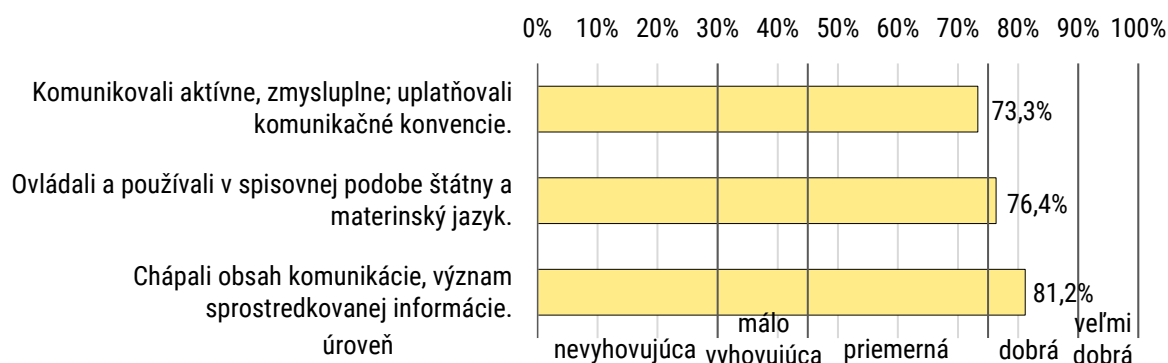 0% 10% 20% 30% 40% 50% 60% 70% 80% 90% 100%
Komunikovali aktívne, zmysluplne; uplatňovali
komunikačné konvencie.
73,3%
Ovládali a používali v spisovnej podobe štátny a
materinský jazyk.
76,4%
Chápali obsah komunikácie, význam
sprostredkovanej informácie.
81,2%
úroveň
nevyhovujúca
málo
vyhovujúca
priemerná
dobrá
veľmi
dobrá